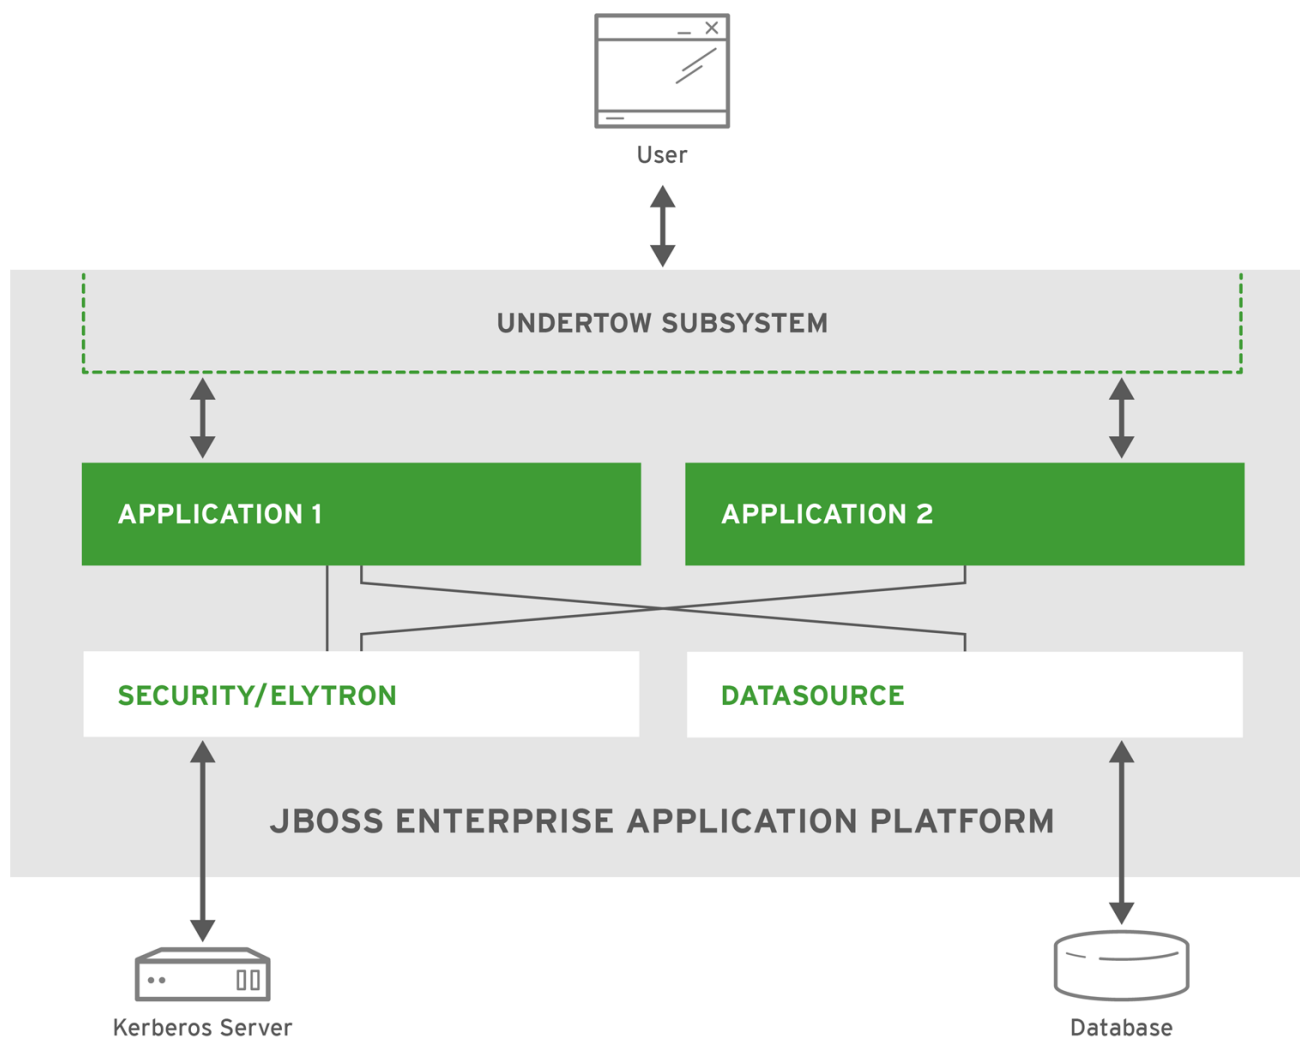 User
UNDERTOW SUBSYSTEM
APPLICATION 1
APPLICATION 2
SECURITY/ELYTRON
DATASOURCE
JBOSS ENTERPRISE APPLICATION PLATFORM
Kerberos Server
Database